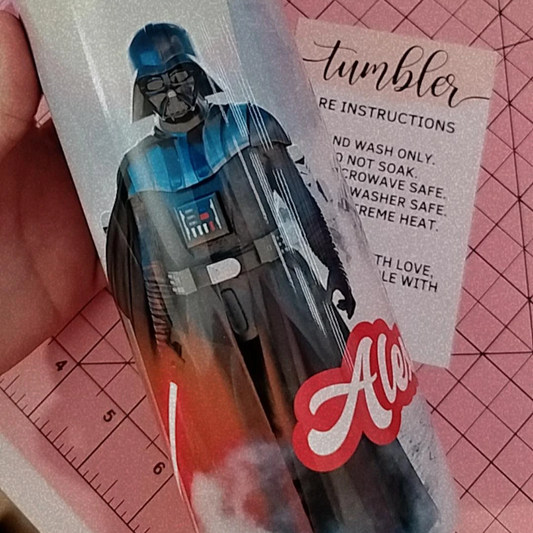 tumbler
RE INSTRUCTIONS
ND WASH ONLY.
O NOT SOAK.
CROWAVE SAFE.
WASHER SAFE.
TREME HEAT.
TH LOVE,
LE WITH
Ale
4
5
6